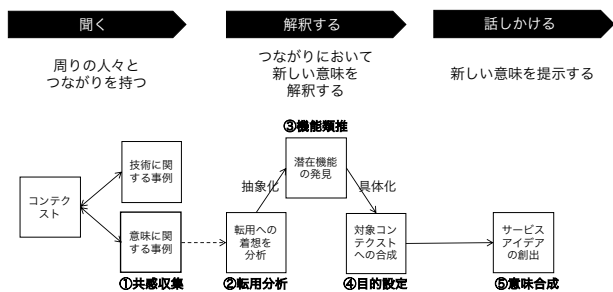 聞く
解釈する
話しかける
周りの人々と
つながりを持つ
つながりにおいて
新しい意味を
解釈する
新しい意味を提示する
③機能類推
技術に関
する事例
潜在機能
の発見
抽象化
具体化
コンテク
スト
意味に関
する事例
転用への
着想を
分析
対象コン
テクスト
への合成
サービス
アイデア
の創出
①共感収集
②転用分析
④目的設定
⑤意味合成